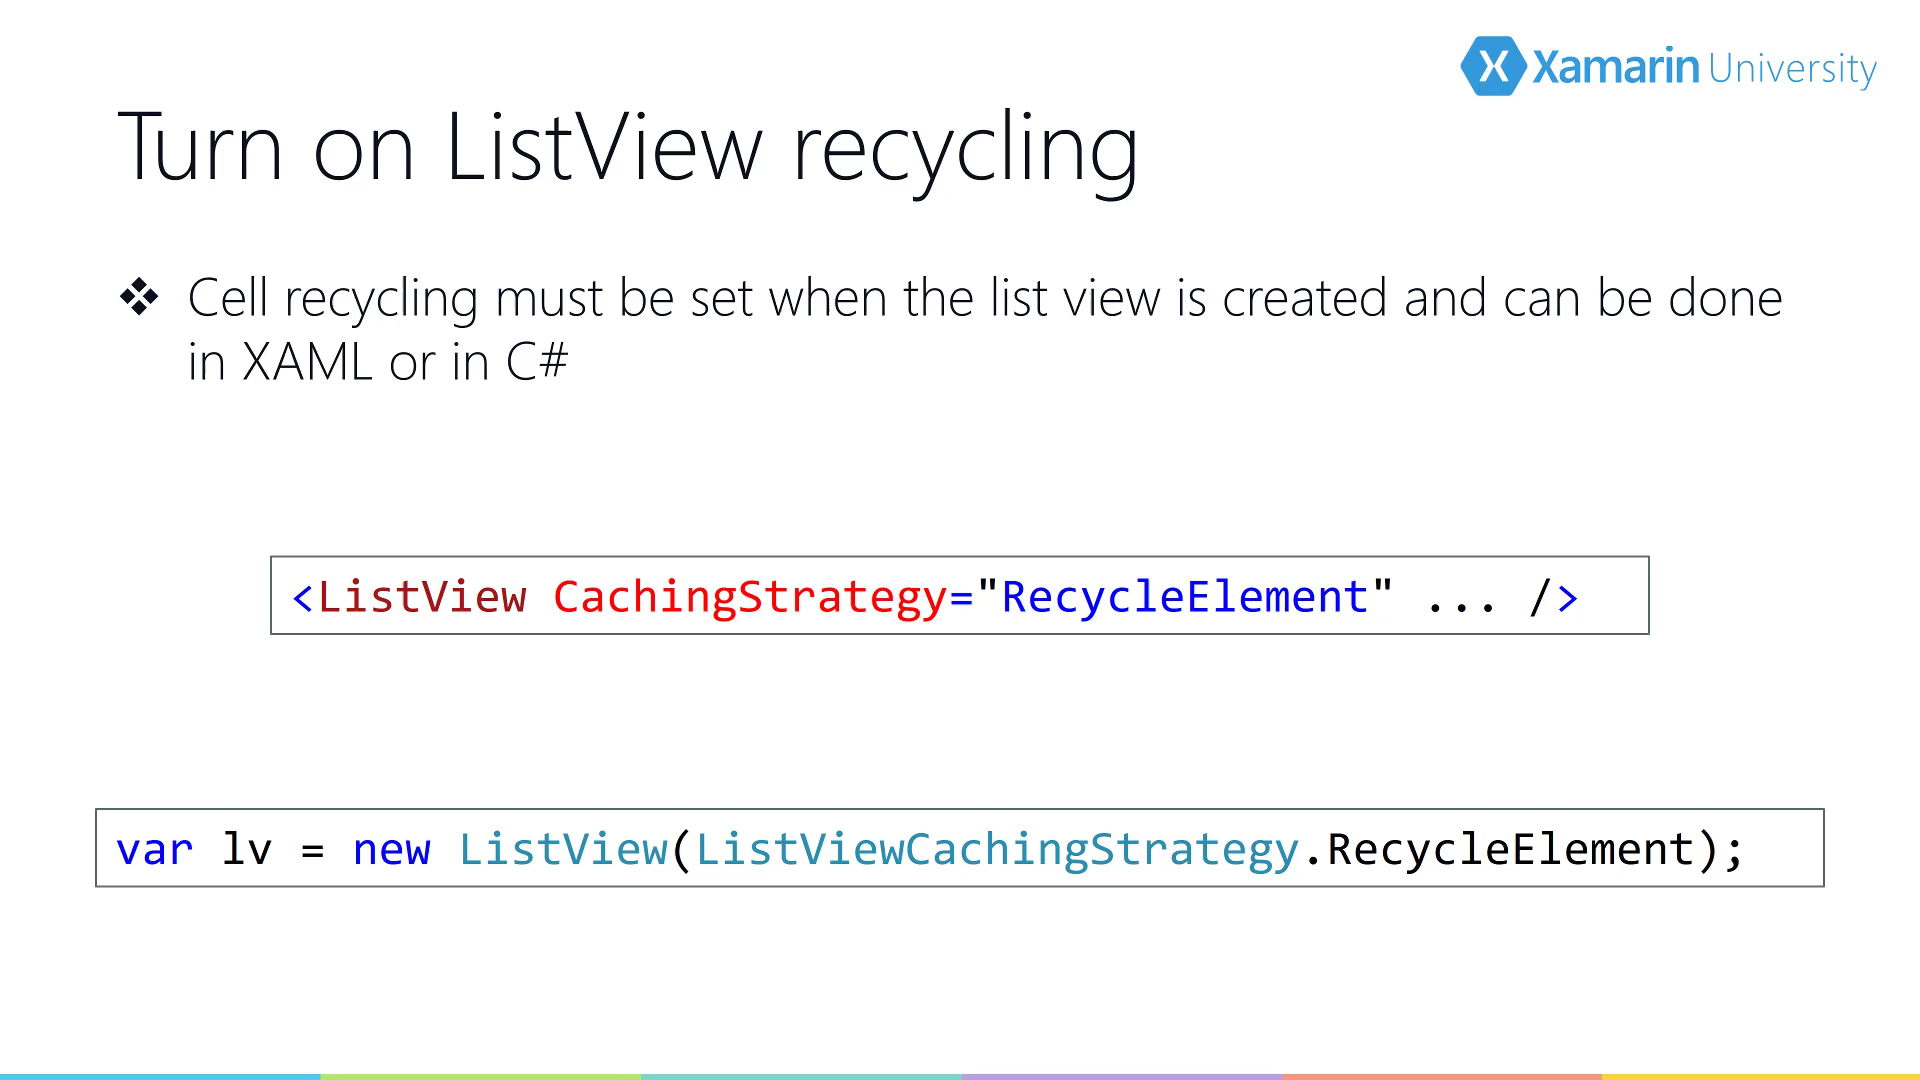 Xamarin University
Turn on ListView recycling
❖ Cell recycling must be set when the list view is created and can be done
in XAML or in C#
<ListView CachingStrategy="RecycleElement" ... />
var lv = new ListView(ListViewCachingStrategy.RecycleElement);